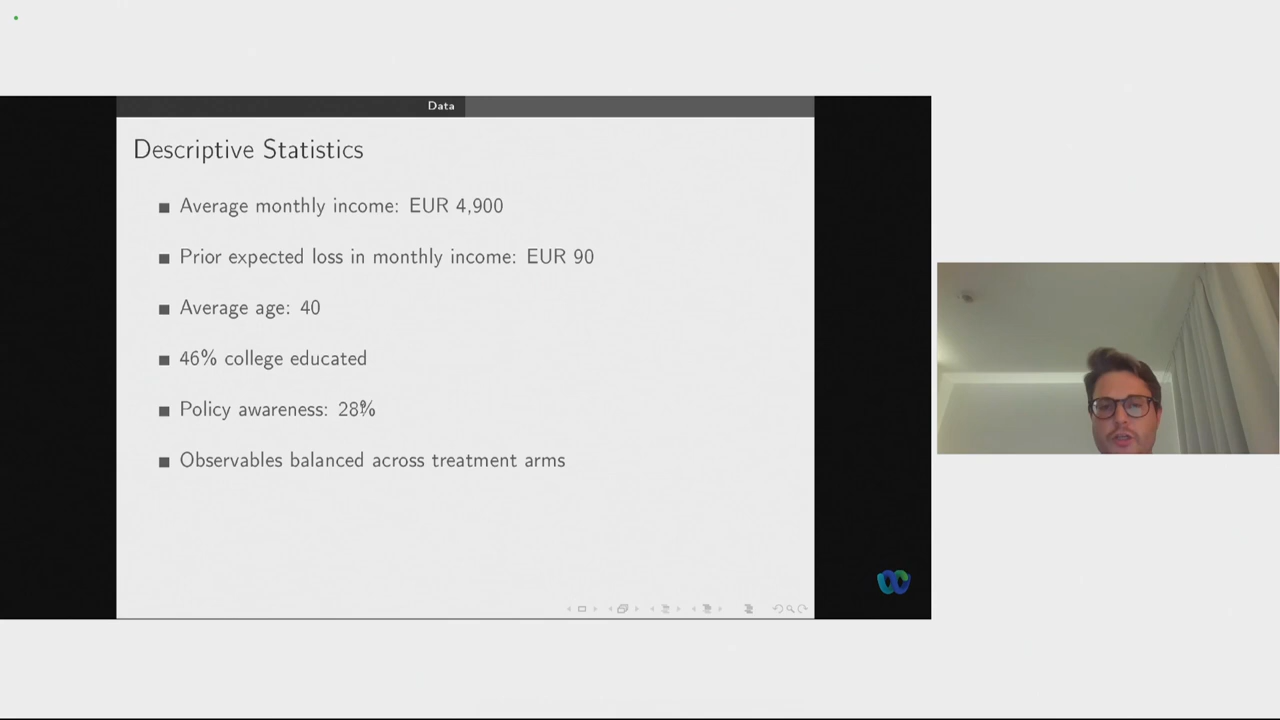 Data
Descriptive Statistics
Average monthly income: EUR 4,900
Prior expected loss in monthly income: EUR 90
Average age: 40
46% college educated
Policy awareness: 28%
Observables balanced across treatment arms